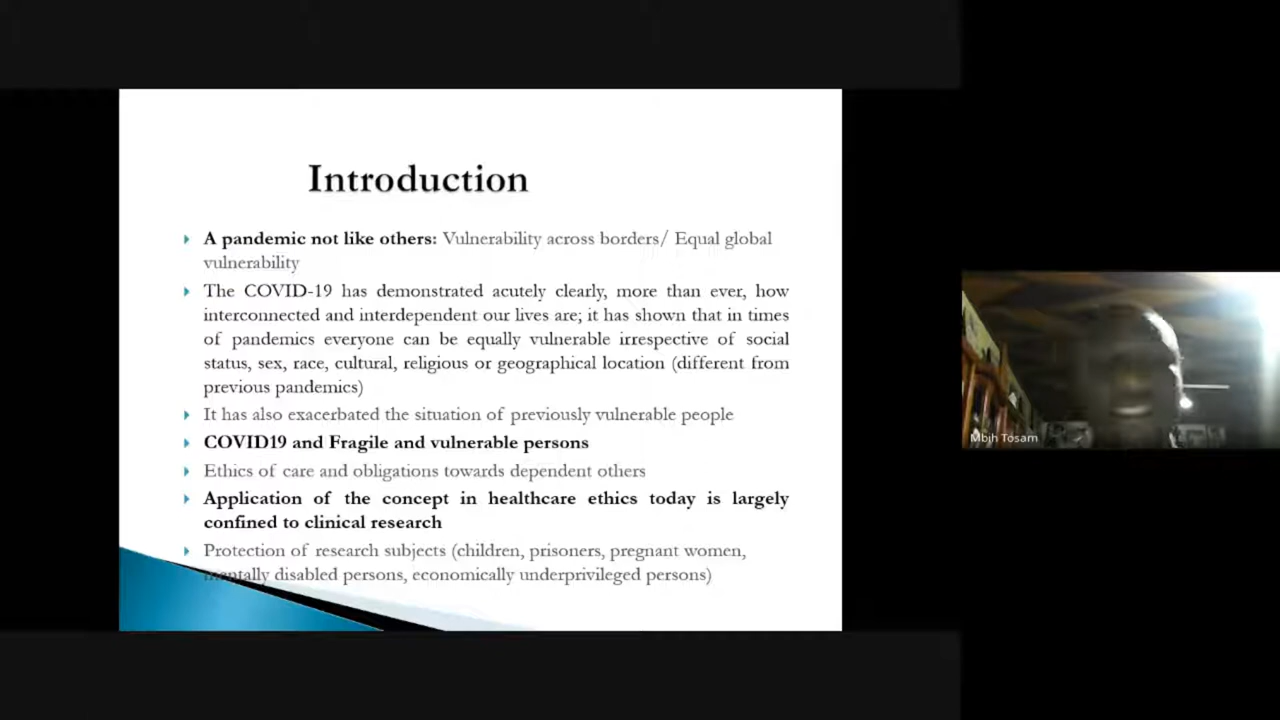 Introduction
A pandemic not like others: Vulnerability across borders/ Equal global
vulnerability
The COVID-19 has demonstrated acutely clearly, more than ever, how
interconnected and interdependent our lives are; it has shown that in times
of pandemics everyone can be equally vulnerable irrespective of social
status, sex, race, cultural, religious or geographical location (different from
previous pandemics)
It has also exacerbated the situation of previously vulnerable people
COVID19 and Fragile and vulnerable persons
Ethics of care and obligations towards dependent others
Application of the concept in healthcare ethics today is largely
confined to clinical research
Protection of research subjects (children, prisoners, pregnant women,
mentally disabled persons, economically underprivileged persons)
Mbih Tosam